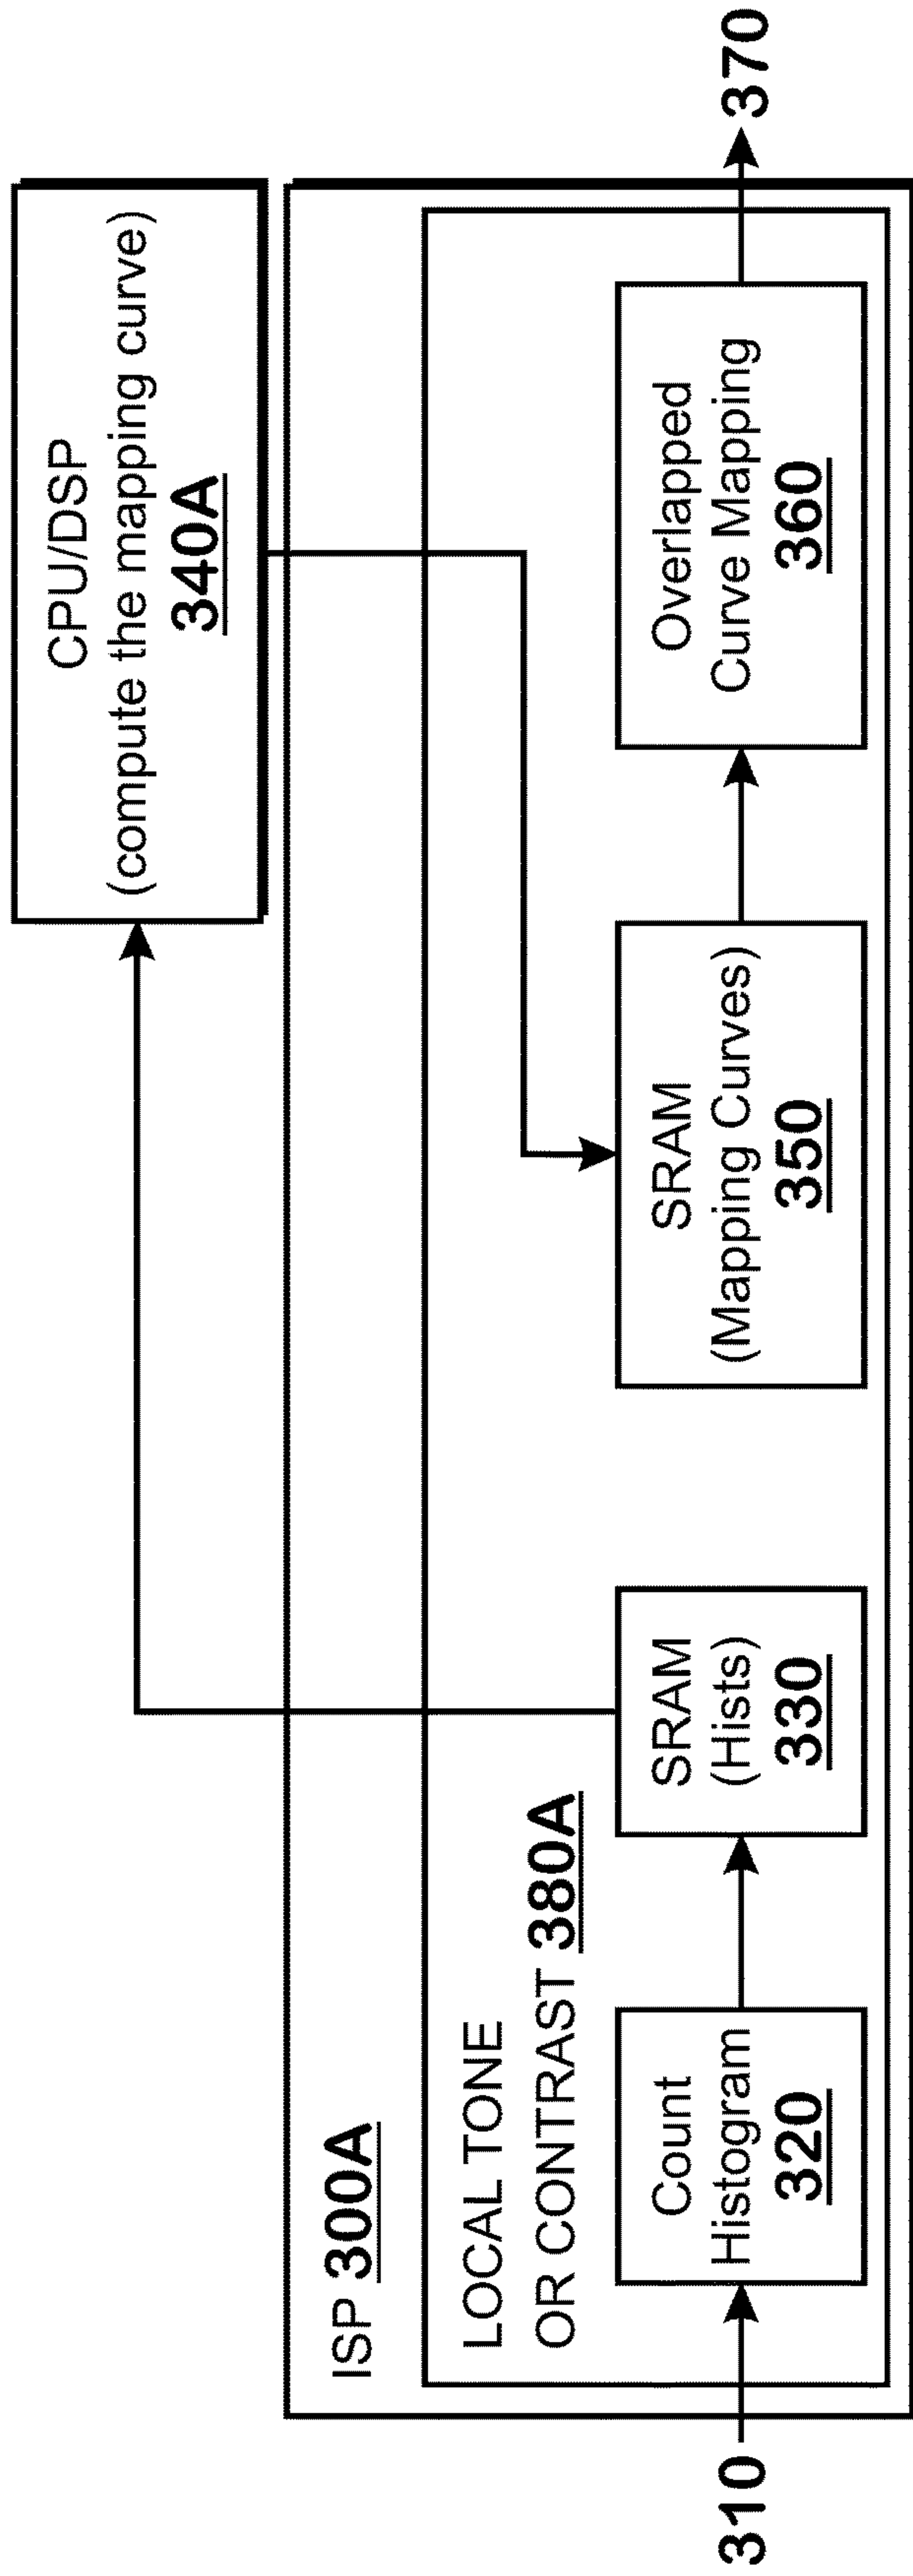 CPU/DSP
(compute the mapping curve)
340A
ISP 300A
LOCAL TONE
OR CONTRAST 380A
310
Count
Histogram
320
SRAM
(Hists)
330
SRAM
(Mapping Curves)
350
Overlapped
Curve Mapping
360
370